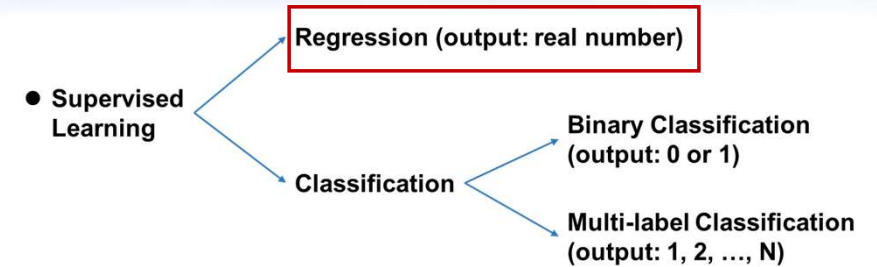 Regression (output: real number)
● Supervised
Learning
Binary Classification
(output: 0 or 1)
Classification
Multi-label Classification
(output: 1, 2, ..., N)